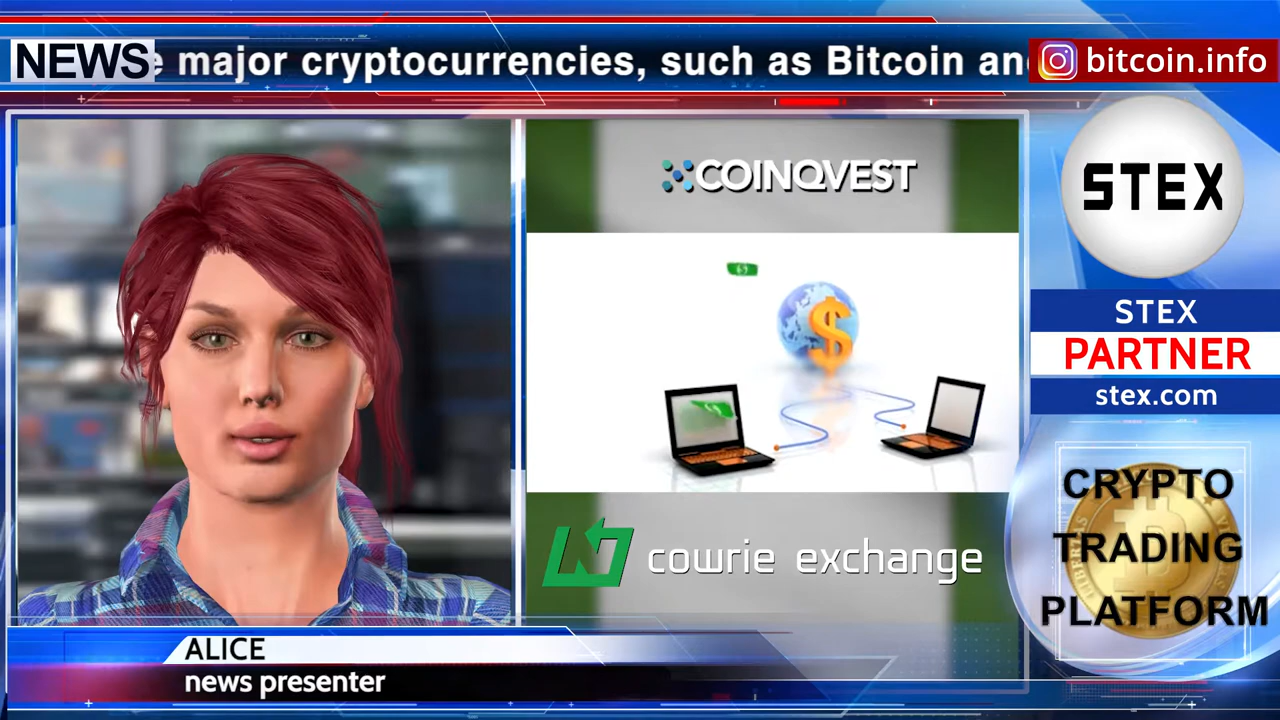 NEWS
major cryptocurrencies, such as Bitcoin
bitcoin.info
COINQVEST
$
cowrie exchange
STEX
STEX
PARTNER
stex.com
CRYPTO
TRADING
PLATFORM
ALICE
news presenter